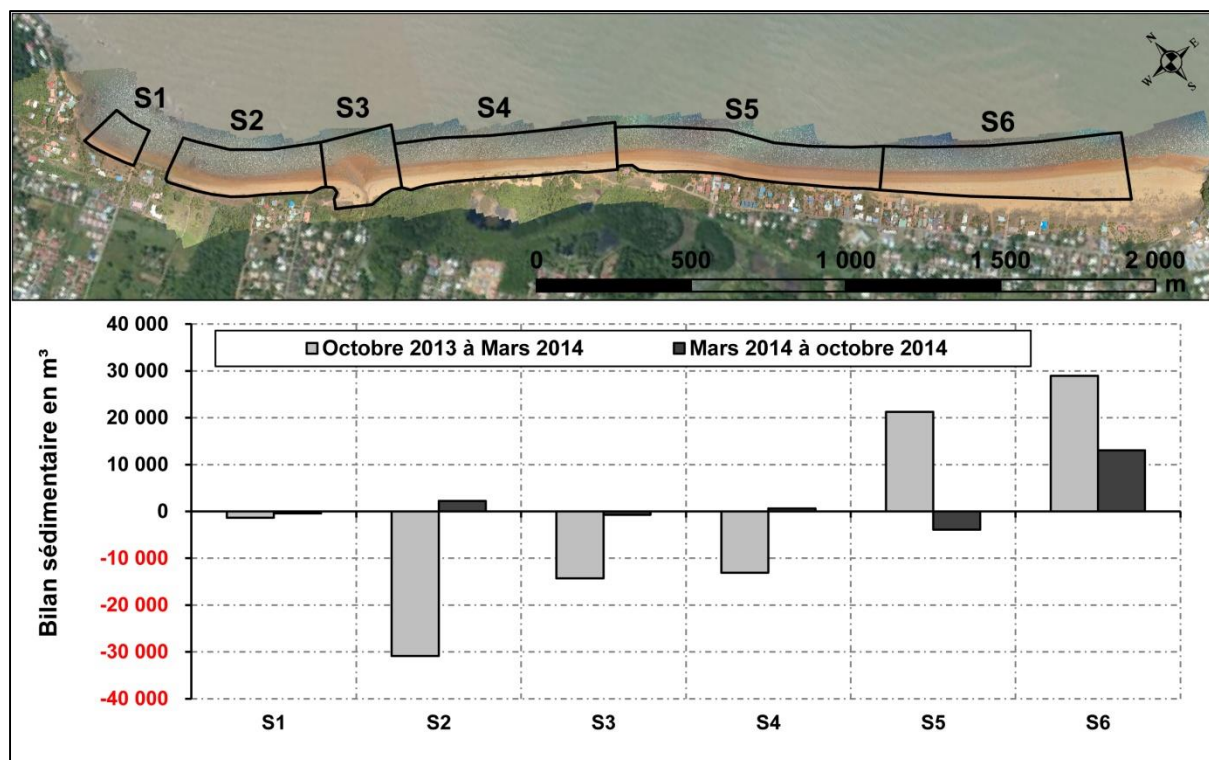 N
E
W
S
S1
S2
S3
S4
S5
S6
0 500 1 000 1 500 2 000
m
Octobre 2013 à Mars 2014 Mars 2014 à octobre 2014
Bilan sédimentaire en m³
40 000
30 000
20 000
10 000
0
-10 000
-20 000
-30 000
-40 000
S1 S2 S3 S4 S5 S6